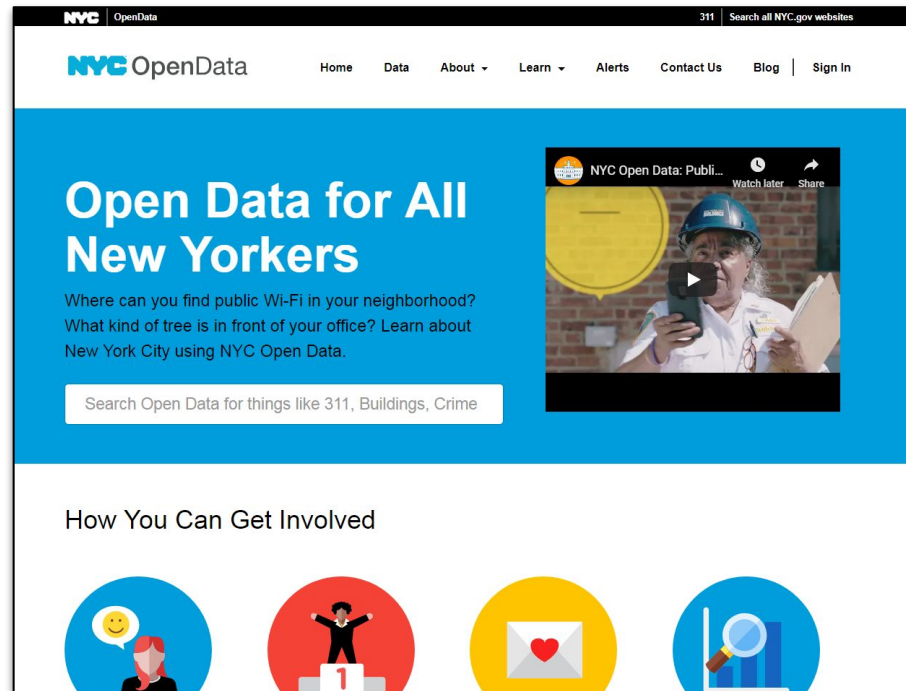 NYC OpenData 311 Search all NYC.gov websites
NYC OpenData Home Data About Learn Alerts Contact Us Blog Sign In
Open Data for All
New Yorkers
Where can you find public Wi-Fi in your neighborhood?
What kind of tree is in front of your office? Learn about
New York City using NYC Open Data.
Search Open Data for things like 311, Buildings, Crime
NYC Open Data: Publi...
Watch later Share
How You Can Get Involved
1